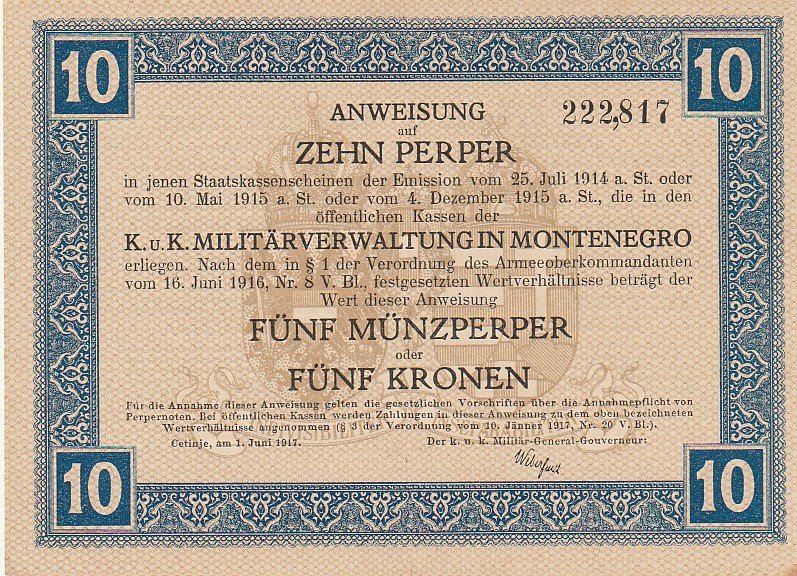 10 10
ANWEISUNG 222,817
auf
ZEHN PERPER
in jenen Staatskassenscheinen der Emission vom 25. Juli 1914 a. St. oder
vom 10. Mai 1915 a. St. oder vom 4. Dezember 1915 a. St., die in den
öffentlichen Kassen der
K. u. K. MILITÄRVERWALTUNG IN MONTENEGRO
erliegen. Nach dem in § 1 der Verordnung des Armeeoberkommandanten
vom 16. Juni 1916, Nr. 8 V. Bl., festgesetzten Wertverhältnisse beträgt der
Wert dieser Anweisung
FÜNF MÜNZPERPER
oder
FÜNF KRONEN
Für die Annahme dieser Anweisung gelten die gesetzlichen Vorschriften über die Annahmepflicht von
Perpernoten. Bei öffentlichen Kassen werden Zahlungen in dieser Anweisung zu dem oben bezeichneten
Wertverhältnisse angenommen (§ 3 der Verordnung vom 10. Jänner 1917, Nr. 20 V. Bl.).
Cetinje, am 1. Juni 1917. Der k. u. k. Militär-General-Gouverneur:
10 10